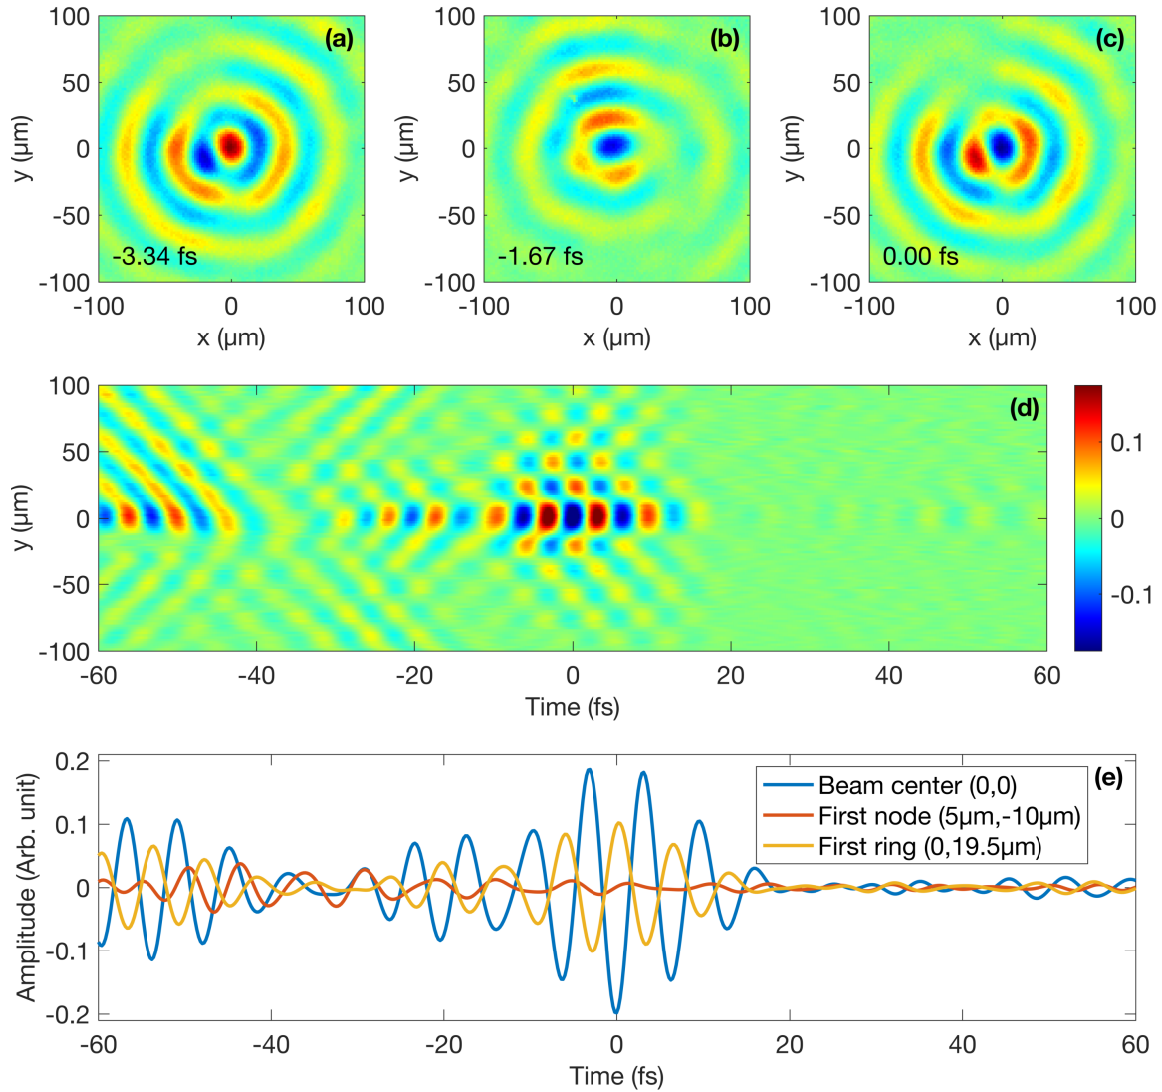 (a)
100
50
0
-50
-100
y (µm)
-3.34 fs
-100 0 100
x (µm)
(b)
100
50
0
-50
-100
y (µm)
-1.67 fs
-100 0 100
x (µm)
(c)
100
50
0
-50
-100
y (µm)
0.00 fs
-100 0 100
x (µm)
(d)
100
50
0
-50
-100
y (µm)
-60 -40 -20 0 20 40 60
Time (fs)
0.1
0
-0.1
(e)
0.2
0.1
0
-0.1
-0.2
Amplitude (Arb. unit)
Beam center (0,0)
First node (5µm,-10µm)
First ring (0,19.5µm)
-60 -40 -20 0 20 40 60
Time (fs)